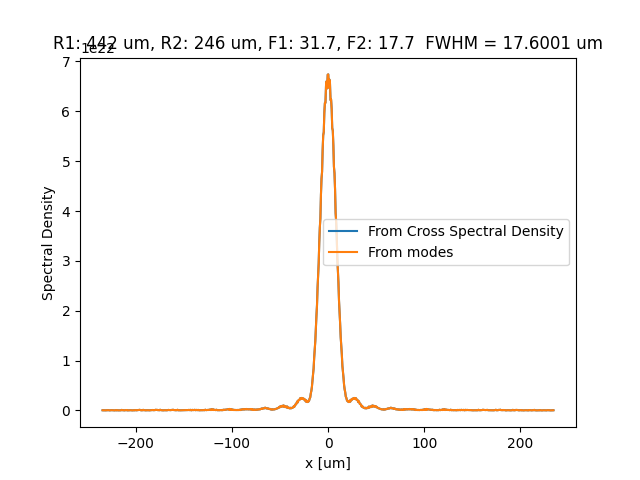 R1: 442 um, R2: 246 um, F1: 31.7, F2: 17.7  FWHM = 17.6001 um
1e22
7
6
5
4
3
2
1
0
Spectral Density
From Cross Spectral Density
From modes
−200
−100
0
100
200
x [um]